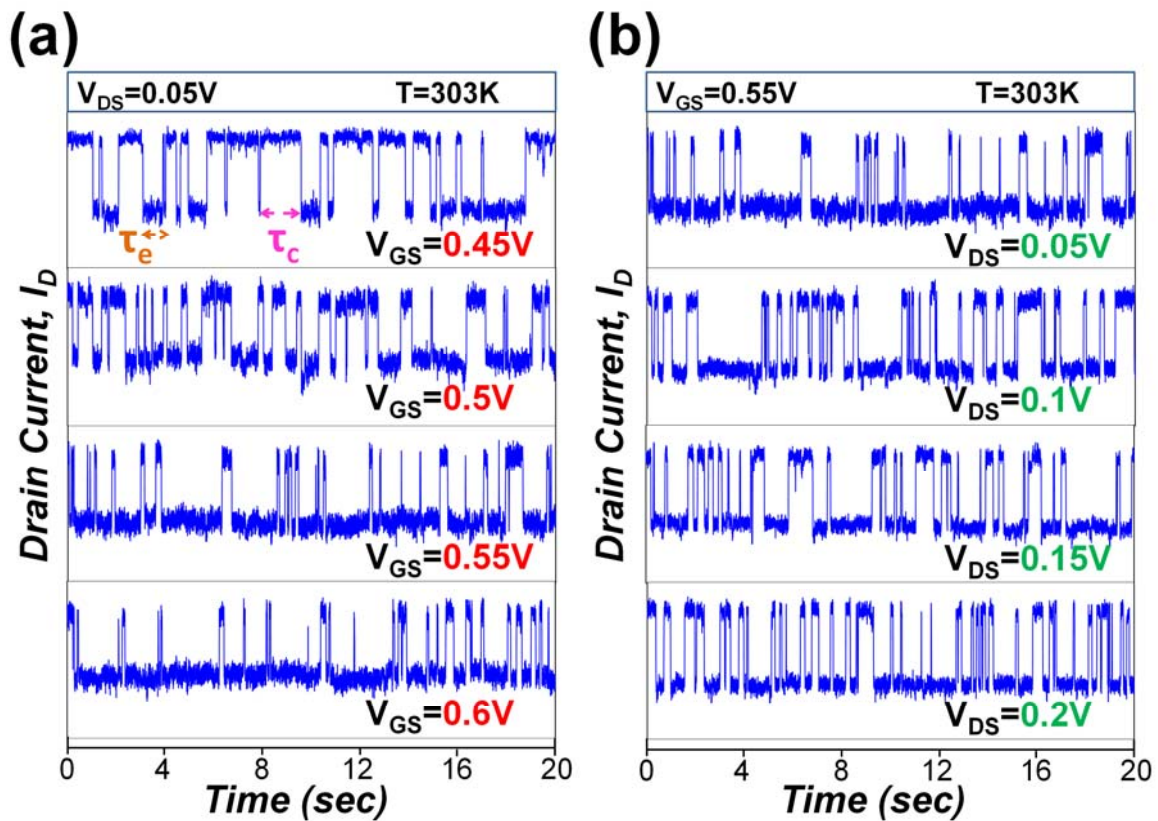 (a)
V_DS=0.05V T=303K
τ_e τ_c
V_GS=0.45V
V_GS=0.5V
V_GS=0.55V
V_GS=0.6V
Drain Current, I_D
0 4 8 12 16 20
Time (sec)
(b)
V_GS=0.55V T=303K
V_DS=0.05V
V_DS=0.1V
V_DS=0.15V
V_DS=0.2V
Drain Current, I_D
0 4 8 12 16 20
Time (sec)